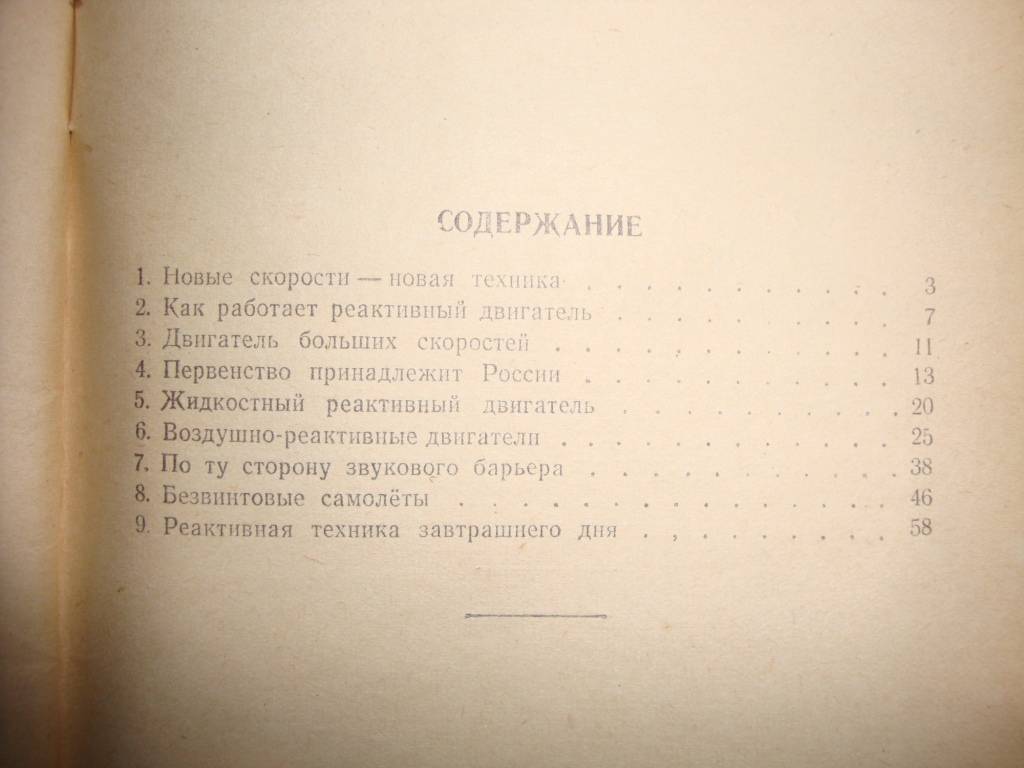 СОДЕРЖАНИЕ
1. Новые скорости — новая техника . . . . . . . . . . . 3
2. Как работает реактивный двигатель . . . . . . . . . . 7
3. Двигатель больших скоростей . . . . . . . . . . . . 11
4. Первенство принадлежит России . . . . . . . . . . . 13
5. Жидкостный реактивный двигатель . . . . . . . . . . 20
6. Воздушно-реактивные двигатели . . . . . . . . . . . 25
7. По ту сторону звукового барьера . . . . . . . . . . . 38
8. Безвинтовые самолёты . . . . . . . . . . . . . . . 46
9. Реактивная техника завтрашнего дня . . . . . . . . . 58